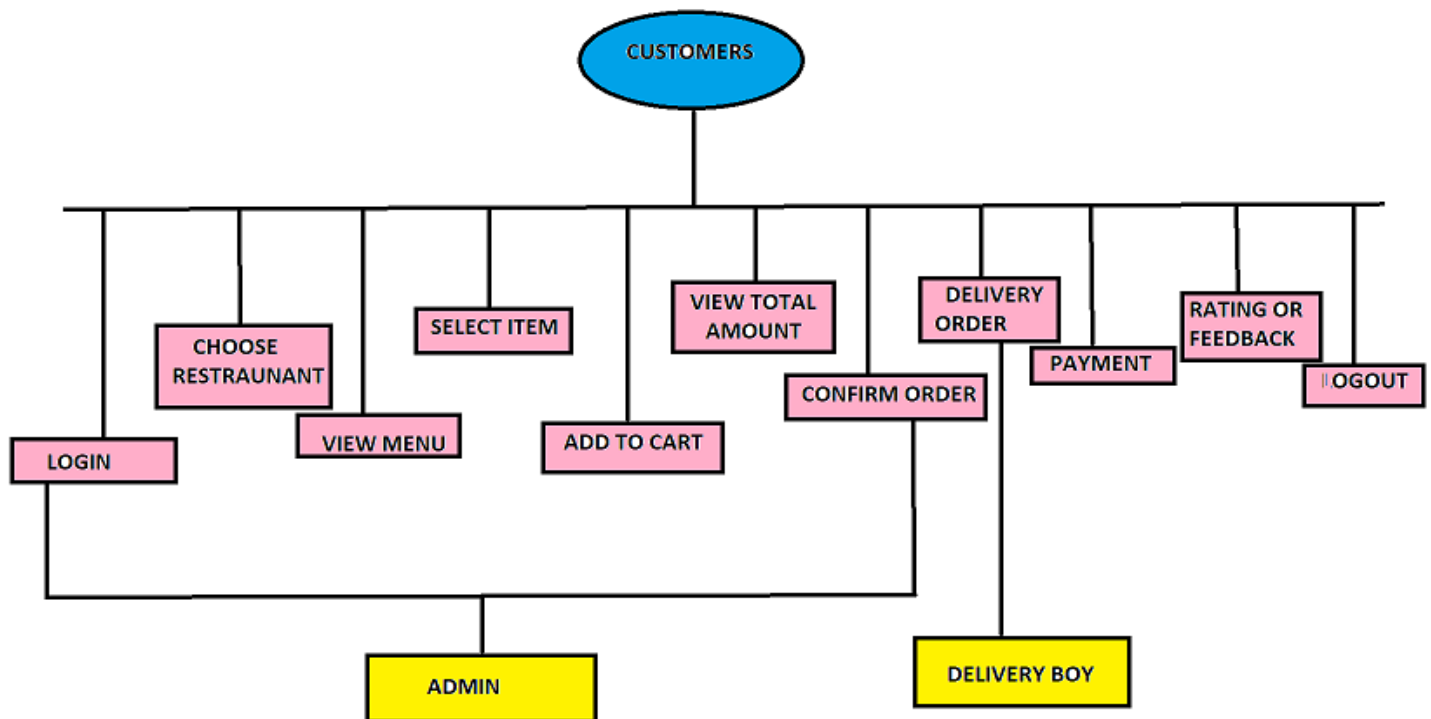 CUSTOMERS
VIEW TOTAL
AMOUNT
DELIVERY
ORDER
RATING OR
FEEDBACK
SELECT ITEM
CHOOSE
RESTRAUNANT
PAYMENT
LOGOUT
CONFIRM ORDER
VIEW MENU
ADD TO CART
LOGIN
ADMIN
DELIVERY BOY